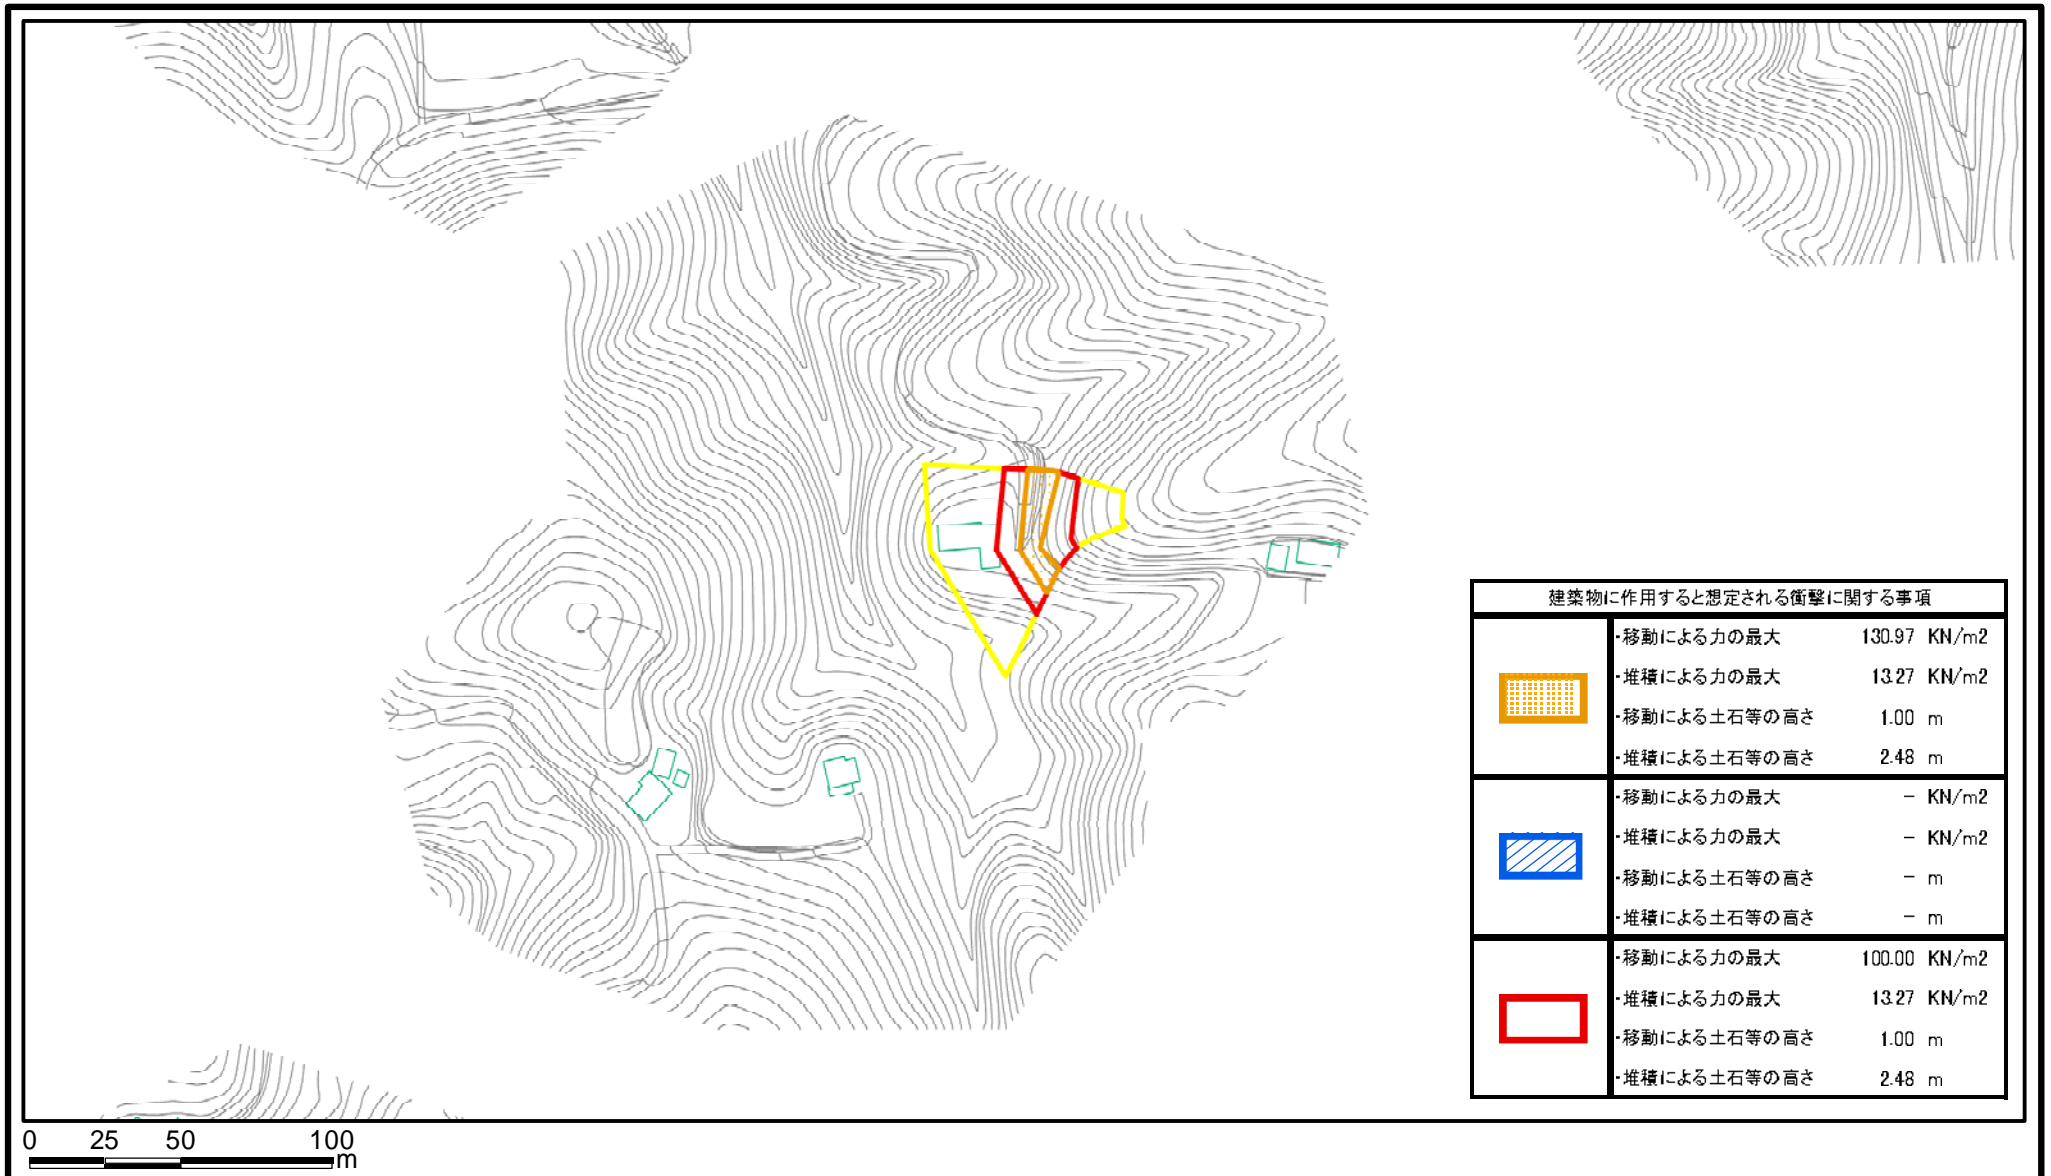 建築物に作用すると想定される衝撃に関する事項
・移動による力の最大 130.97 KN/m2
・堆積による力の最大 13.27 KN/m2
・移動による土石等の高さ 1.00 m
・堆積による土石等の高さ 2.48 m
・移動による力の最大 － KN/m2
・堆積による力の最大 － KN/m2
・移動による土石等の高さ － m
・堆積による土石等の高さ － m
・移動による力の最大 100.00 KN/m2
・堆積による力の最大 13.27 KN/m2
・移動による土石等の高さ 1.00 m
・堆積による土石等の高さ 2.48 m
0 25 50 100
m